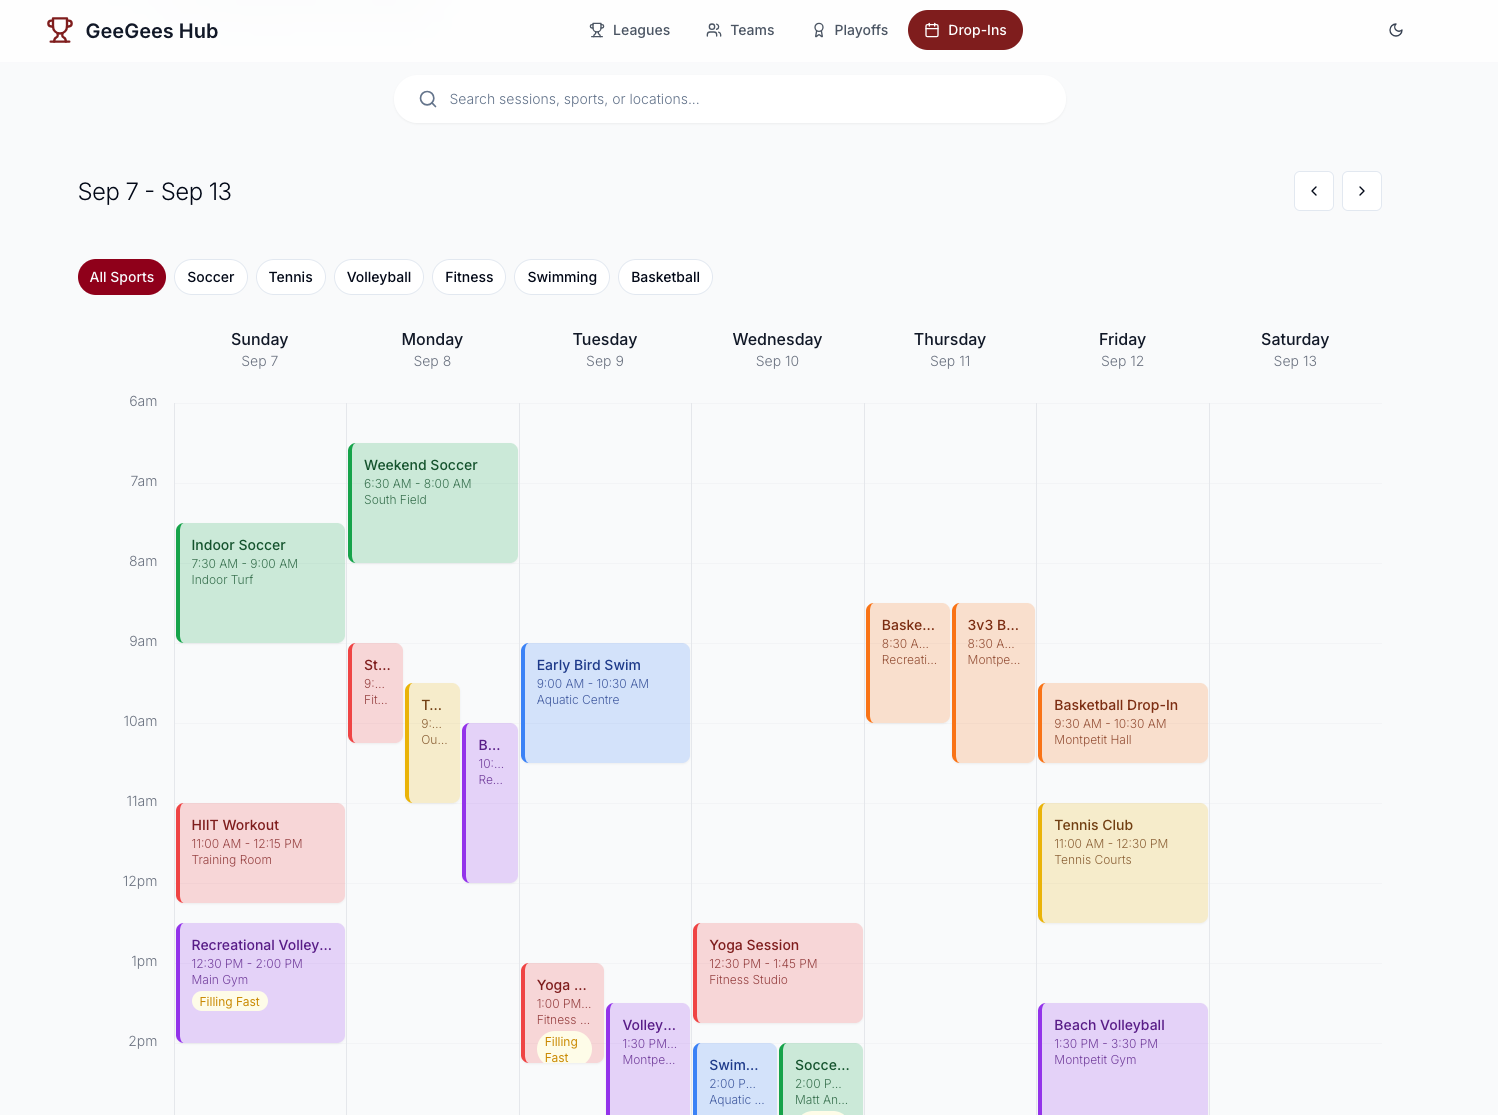 GeeGees Hub
Leagues
Teams
Playoffs
Drop-Ins
Search sessions, sports, or locations...
Sep 7 - Sep 13
All Sports
Soccer
Tennis
Volleyball
Fitness
Swimming
Basketball
Sunday
Sep 7
Monday
Sep 8
Tuesday
Sep 9
Wednesday
Sep 10
Thursday
Sep 11
Friday
Sep 12
Saturday
Sep 13
6am
7am
8am
9am
10am
11am
12pm
1pm
2pm
Indoor Soccer
7:30 AM - 9:00 AM
Indoor Turf
HIIT Workout
11:00 AM - 12:15 PM
Training Room
Recreational Volley...
12:30 PM - 2:00 PM
Main Gym
Filling Fast
Weekend Soccer
6:30 AM - 8:00 AM
South Field
St...
9:...
Fit...
T...
9:...
Ou...
B...
10:...
Re...
Early Bird Swim
9:00 AM - 10:30 AM
Aquatic Centre
Yoga ...
1:00 PM...
Fitness ...
Filling
Fast
Volley...
1:30 PM...
Montpe...
Yoga Session
12:30 PM - 1:45 PM
Fitness Studio
Swim...
2:00 P...
Aquatic ...
Socce...
2:00 P...
Matt An...
Baske...
8:30 A...
Recreati...
3v3 B...
8:30 A...
Montpe...
Basketball Drop-In
9:30 AM - 10:30 AM
Montpetit Hall
Tennis Club
11:00 AM - 12:30 PM
Tennis Courts
Beach Volleyball
1:30 PM - 3:30 PM
Montpetit Gym